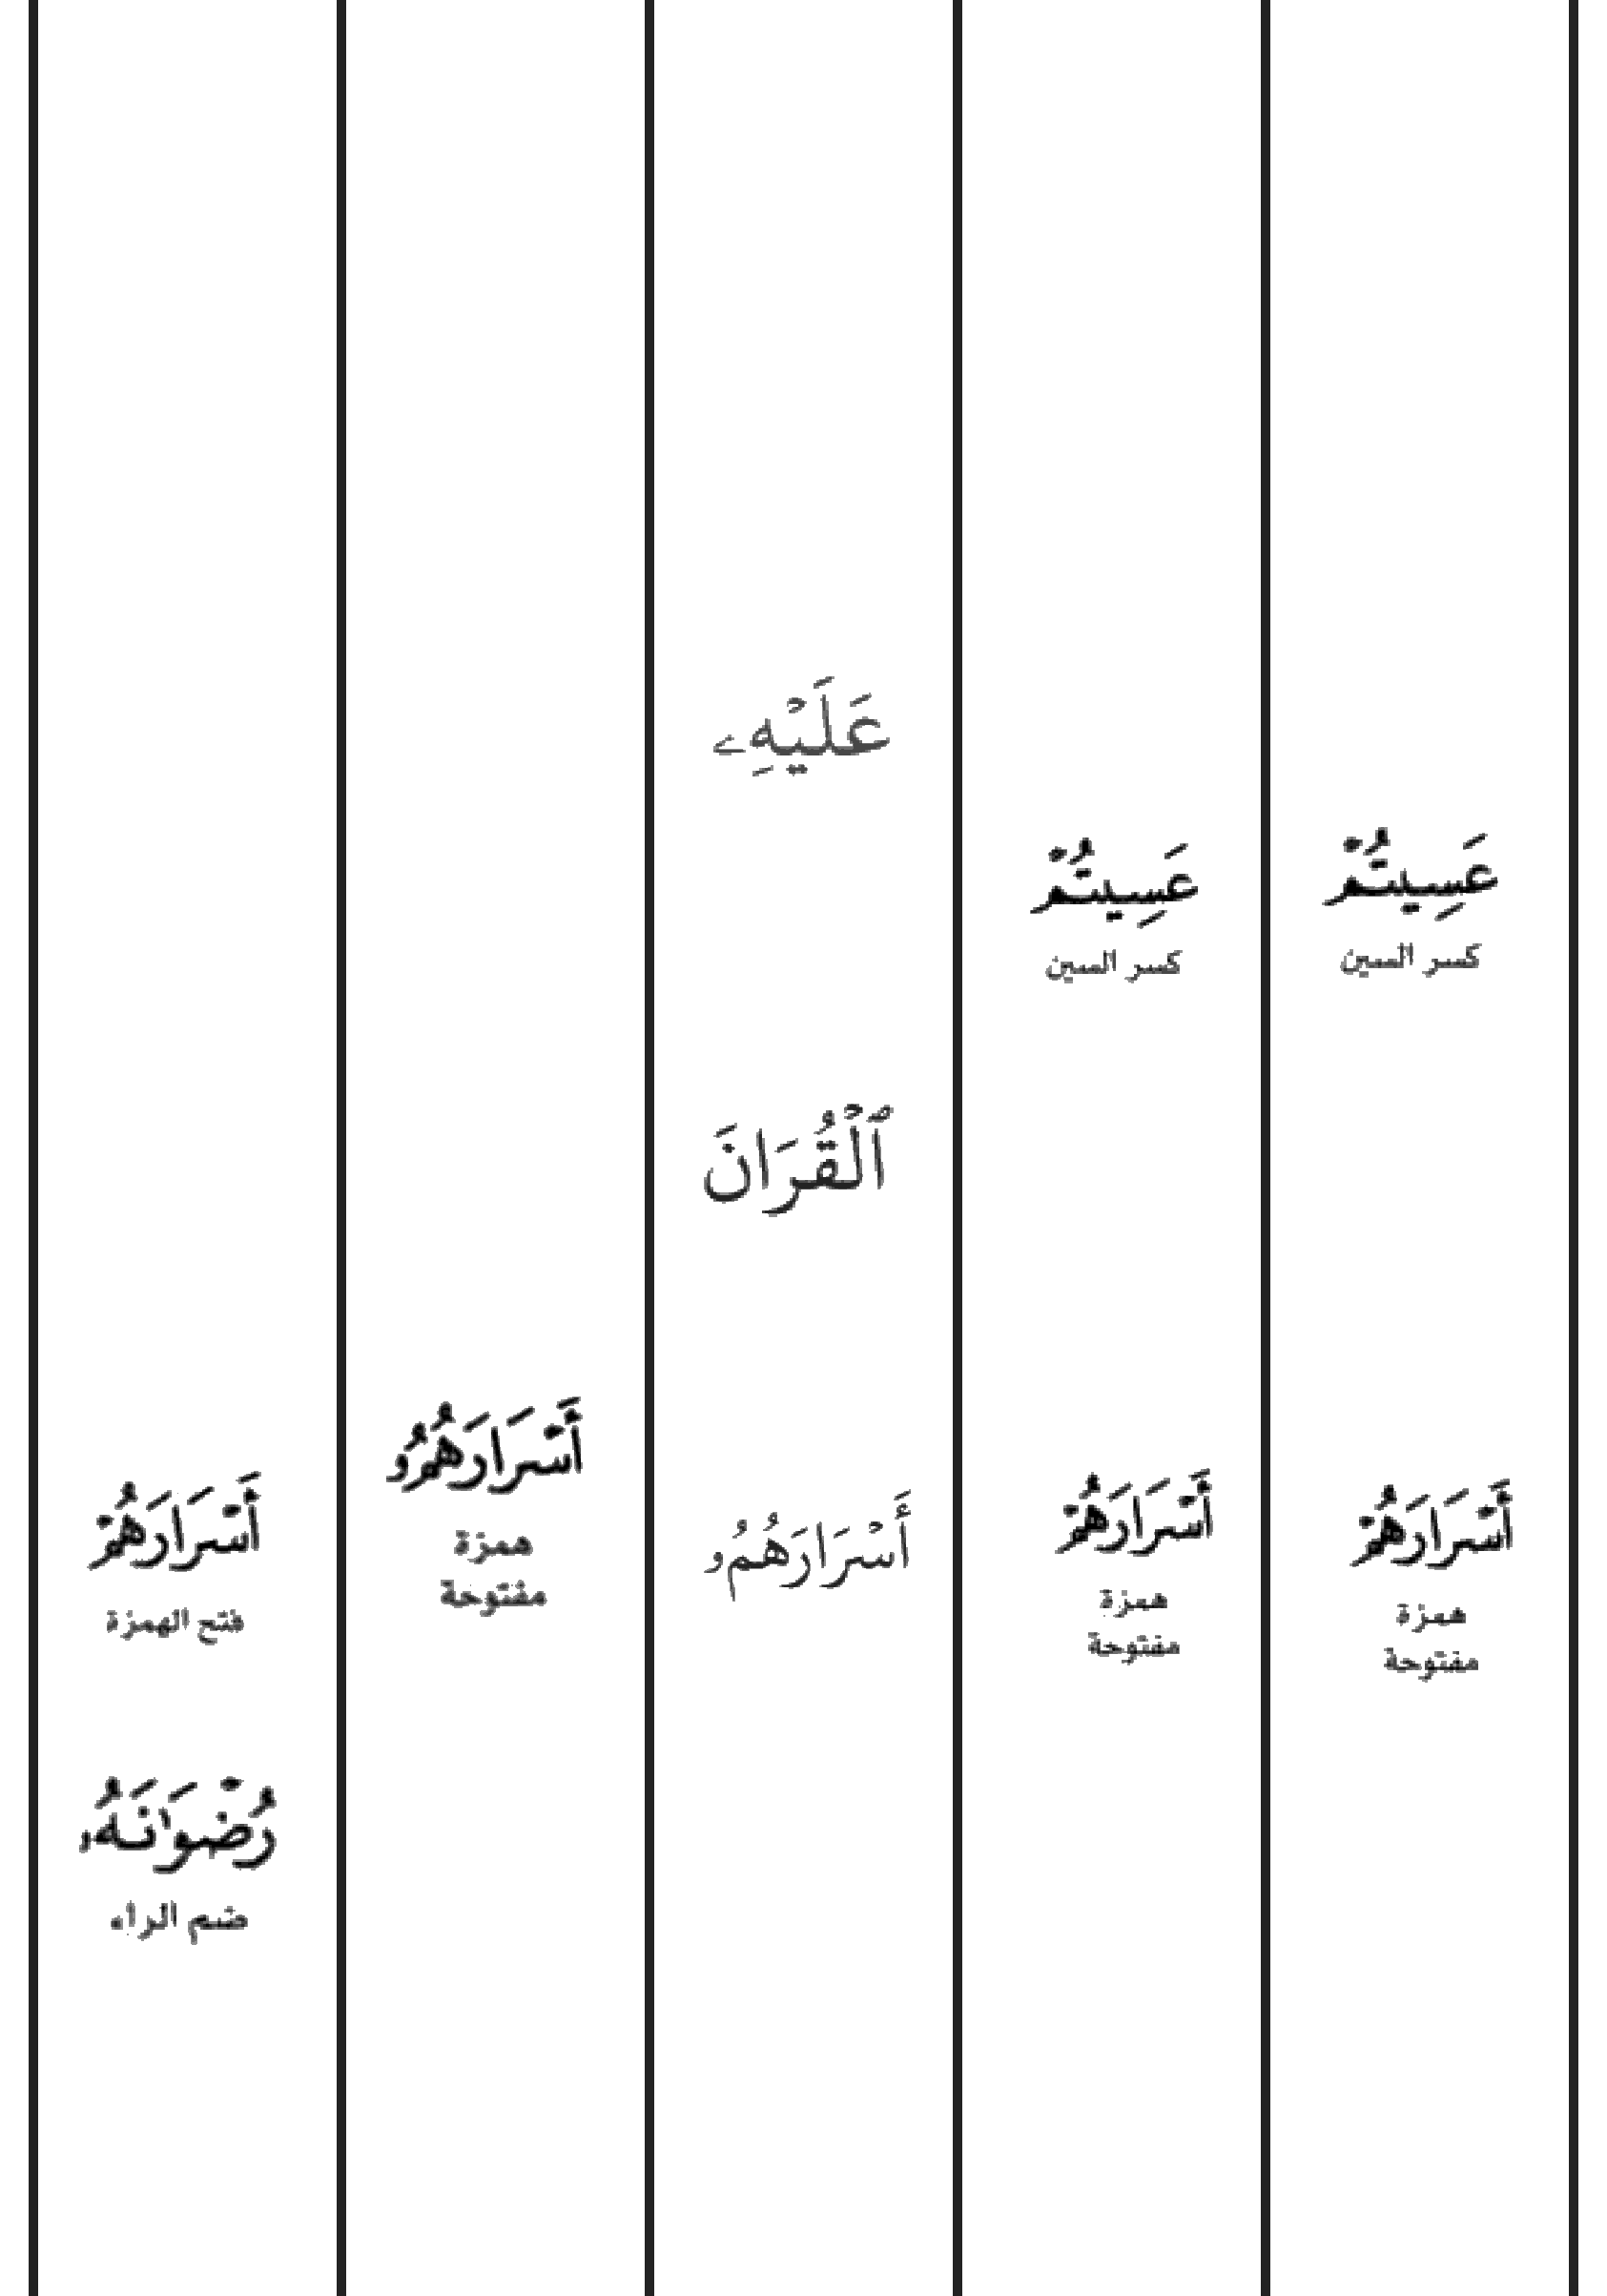 عَسِيتُمْ
كسر السين
أَسْرَارَهُمْ
همزة
مفتوحة
عَسِيتُمْ
كسر السين
أَسْرَارَهُمْ
همزة
مفتوحة
عَلَيْهِۦ
ٱلْقُرَانَ
أَسْرَارَهُمُۥ
أَسْرَارَهُمُۥ
همزة
مفتوحة
أَسْرَارَهُمْ
فتح الهمزة
رُضْوَٰنَهُۥ
ضم الراء